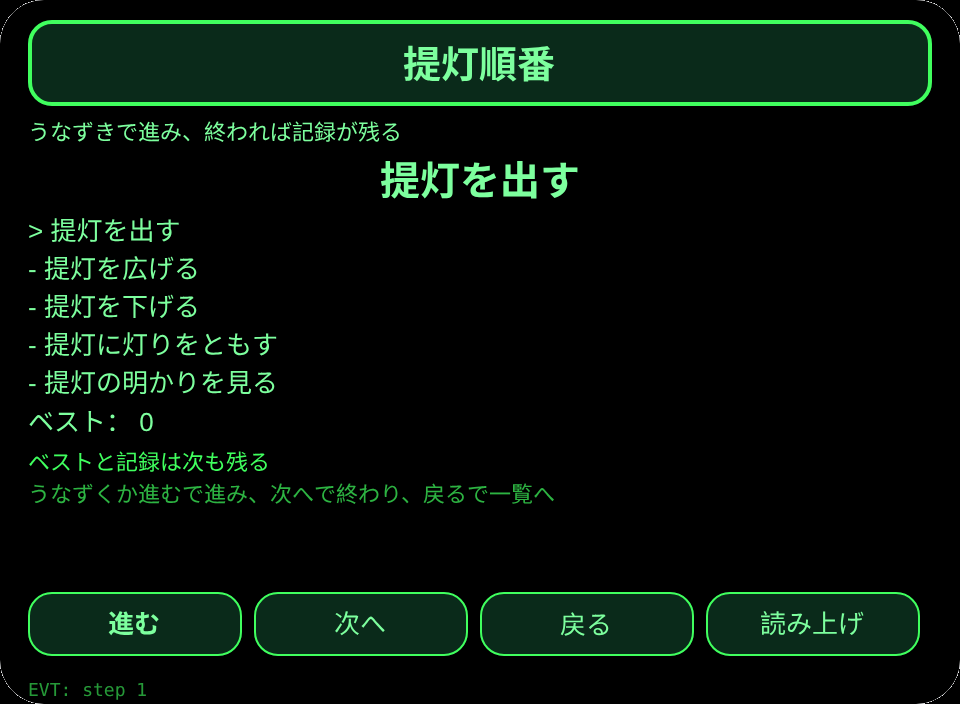 提灯順番
うなずきで進み、終われば記録が残る
提灯を出す
> 提灯を出す
- 提灯を広げる
- 提灯を下げる
- 提灯に灯りをともす
- 提灯の明かりを見る
ベスト： 0
ベストと記録は次も残る
うなずくか進むで進み、次へで終わり、戻るで一覧へ
進む
次へ
戻る
読み上げ
EVT: step 1